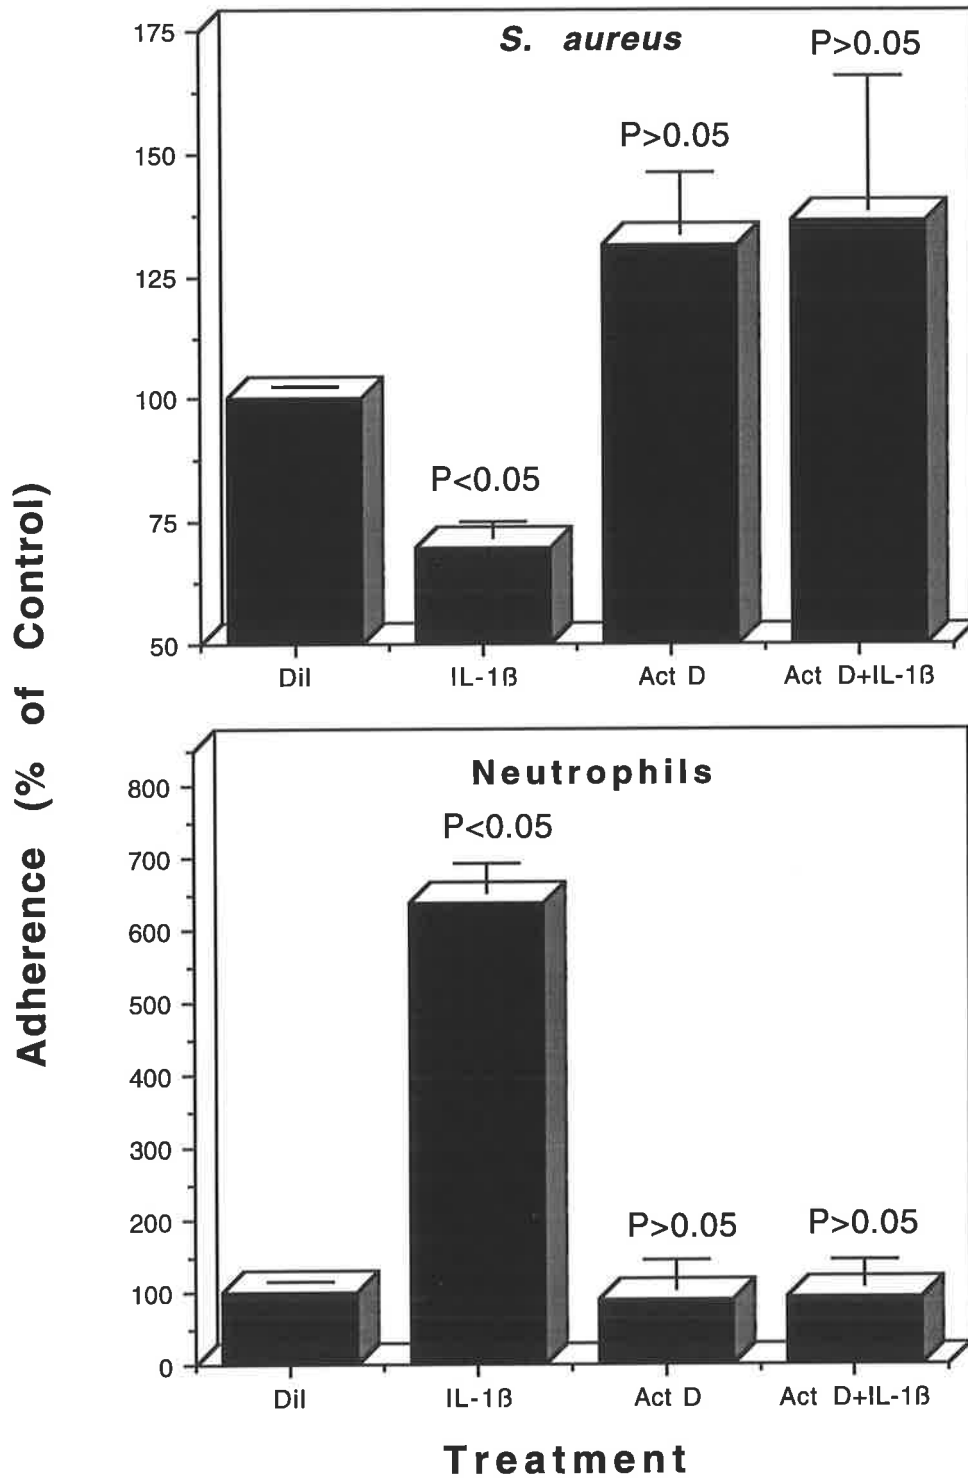 S. aureus
P>0.05
P>0.05
P<0.05
175
150
125
100
75
50
Dil
IL-1ß
Act D
Act D+IL-1ß
Adherence (% of Control)
Neutrophils
P<0.05
P>0.05
P>0.05
800
700
600
500
400
300
200
100
0
Dil
IL-1ß
Act D
Act D+IL-1ß
Treatment